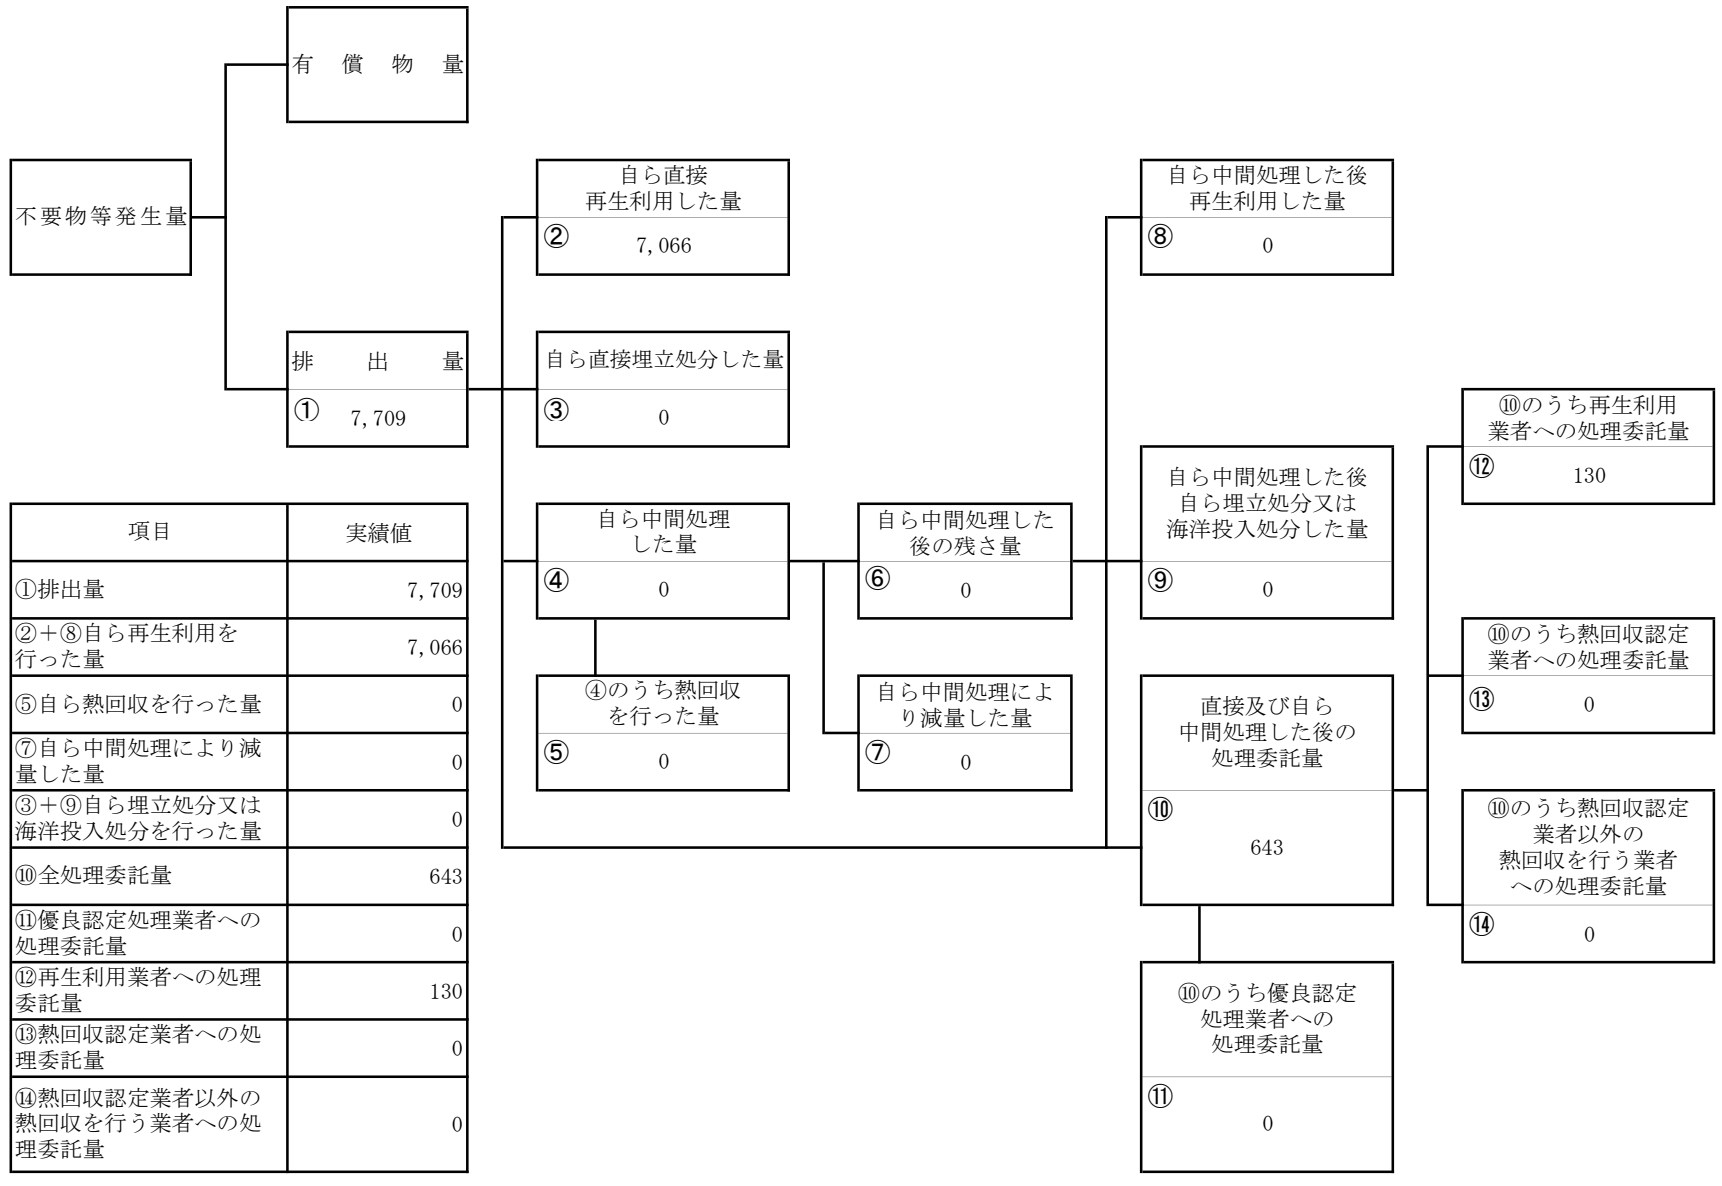 有償物量
不要物等発生量
排出量
① 7,709
自ら直接
再生利用した量
② 7,066
自ら直接埋立処分した量
③ 0
自ら中間処理
した量
④ 0
④のうち熱回収
を行った量
⑤ 0
自ら中間処理した
後の残さ量
⑥ 0
自ら中間処理によ
り減量した量
⑦ 0
自ら中間処理した後
再生利用した量
⑧ 0
自ら中間処理した後
自ら埋立処分又は
海洋投入処分した量
⑨ 0
直接及び自ら
中間処理した後の
処理委託量
⑩
643
⑩のうち優良認定
処理業者への
処理委託量
⑪
0
⑩のうち再生利用
業者への処理委託量
⑫ 130
⑩のうち熱回収認定
業者への処理委託量
⑬ 0
⑩のうち熱回収認定
業者以外の
熱回収を行う業者
への処理委託量
⑭ 0
項目 実績値
①排出量 7,709
②+⑧自ら再生利用を
行った量 7,066
⑤自ら熱回収を行った量 0
⑦自ら中間処理により減
量した量 0
③+⑨自ら埋立処分又は
海洋投入処分を行った量 0
⑩全処理委託量 643
⑪優良認定処理業者への
処理委託量 0
⑫再生利用業者への処理
委託量 130
⑬熱回収認定業者への処
理委託量 0
⑭熱回収認定業者以外の
熱回収を行う業者への処
理委託量 0